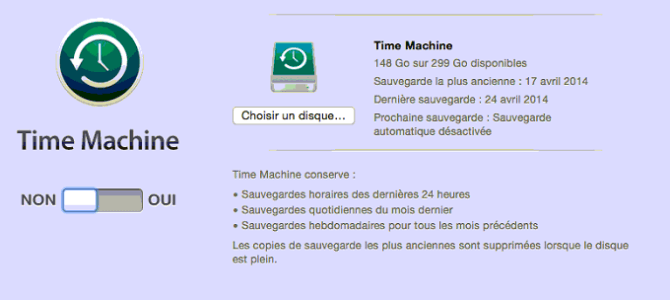 Time Machine
NON OUI
Choisir un disque...
Time Machine
148 Go sur 299 Go disponibles
Sauvegarde la plus ancienne : 17 avril 2014
Dernière sauvegarde : 24 avril 2014
Prochaine sauvegarde : Sauvegarde
automatique désactivée
Time Machine conserve :
• Sauvegardes horaires des dernières 24 heures
• Sauvegardes quotidiennes du mois dernier
• Sauvegardes hebdomadaires pour tous les mois précédents
Les copies de sauvegarde les plus anciennes sont supprimées lorsque le disque
est plein.